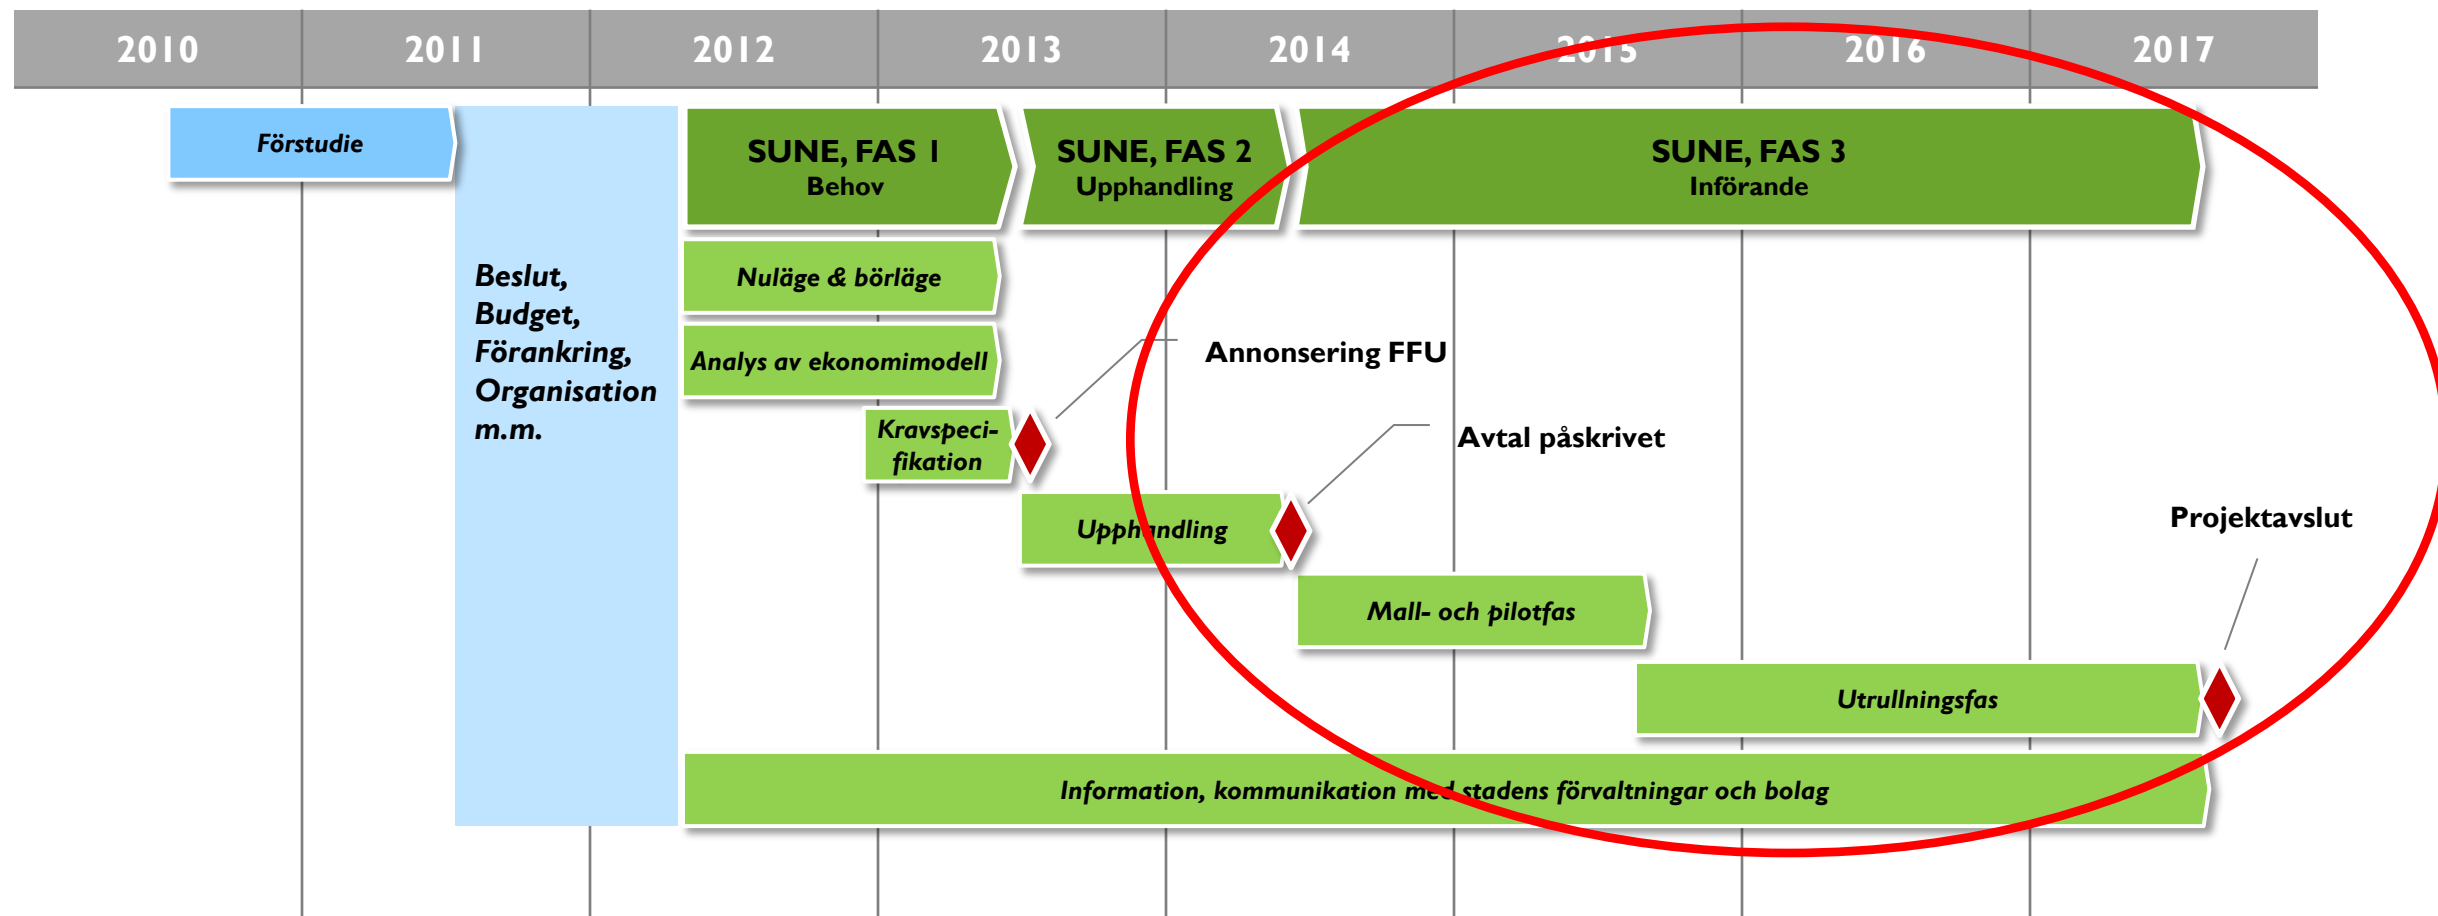 2010 2011 2012 2013 2014 2015 2016 2017
Förstudie
SUNE, FAS 1
Behov
SUNE, FAS 2
Upphandling
SUNE, FAS 3
Införande
Beslut,
Budget,
Förankring,
Organisation
m.m.
Nuläge & börläge
Analys av ekonomimodell
Annonsering FFU
Kravspeci-
fikation
Avtal påskrivet
Upphandling
Projektavslut
Mall- och pilotfas
Utrullningsfas
Information, kommunikation med stadens förvaltningar och bolag